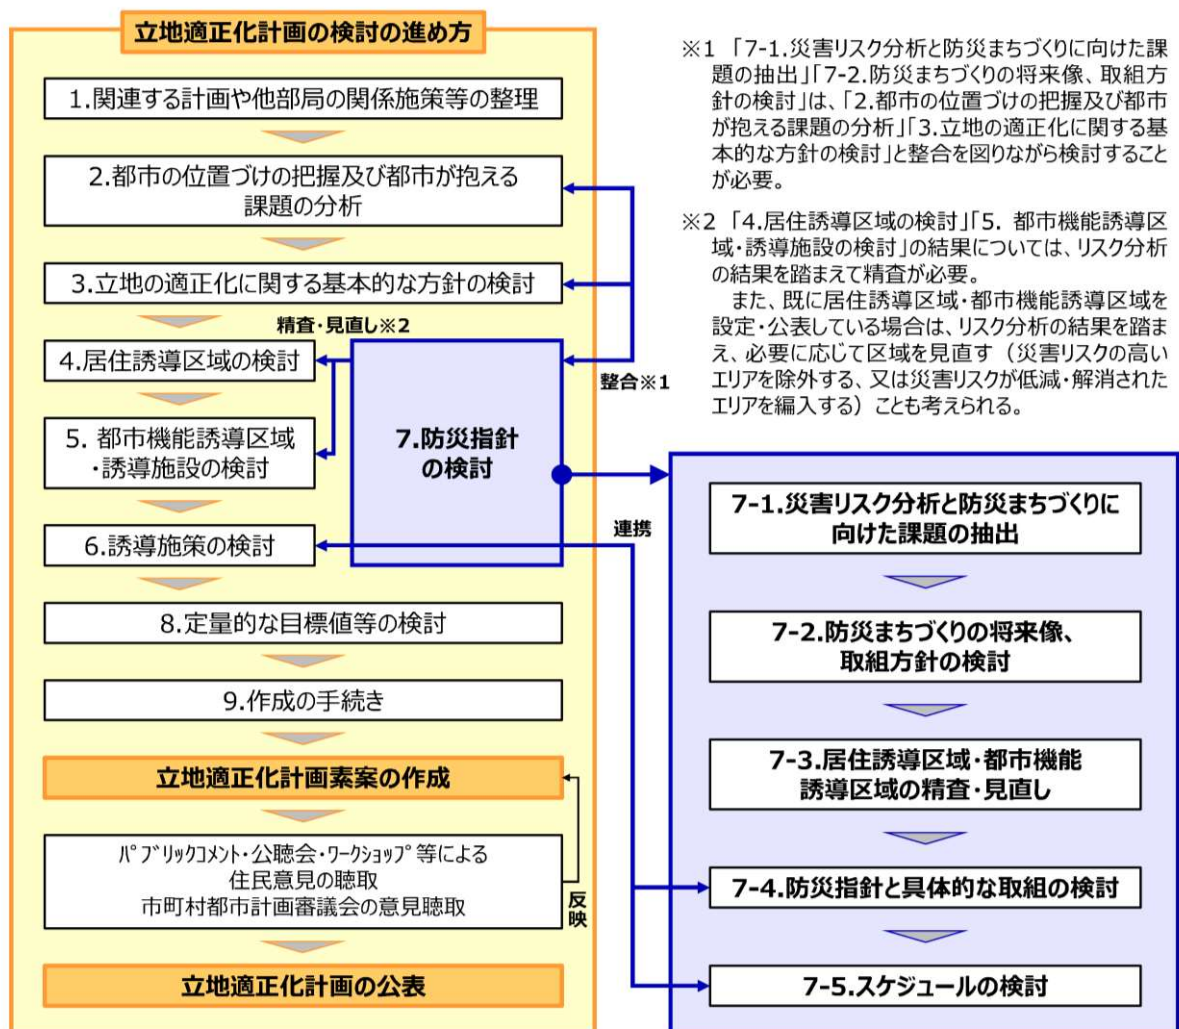 立地適正化計画の検討の進め方
1.関連する計画や他部局の関係施策等の整理
2.都市の位置づけの把握及び都市が抱える
課題の分析
3.立地の適正化に関する基本的な方針の検討
精査・見直し※2
4.居住誘導区域の検討
整合※1
5. 都市機能誘導区域
・誘導施設の検討
7.防災指針
の検討
連携
6.誘導施策の検討
8.定量的な目標値等の検討
9.作成の手続き
立地適正化計画素案の作成
ﾊﾟﾌﾞﾘｯｸｺﾒﾝﾄ・公聴会・ﾜｰｸｼｮｯﾌﾟ等による
住民意見の聴取
市町村都市計画審議会の意見聴取
反映
立地適正化計画の公表
※1 「7-1.災害リスク分析と防災まちづくりに向けた課
題の抽出」「7-2.防災まちづくりの将来像、取組方
針の検討」は、「2.都市の位置づけの把握及び都市
が抱える課題の分析」「3.立地の適正化に関する基
本的な方針の検討」と整合を図りながら検討すること
が必要。
※2 「4.居住誘導区域の検討」「5. 都市機能誘導区
域・誘導施設の検討」の結果については、リスク分析
の結果を踏まえて精査が必要。
また、既に居住誘導区域・都市機能誘導区域を
設定・公表している場合は、リスク分析の結果を踏ま
え、必要に応じて区域を見直す（災害リスクの高い
エリアを除外する、又は災害リスクが低減・解消された
エリアを編入する）ことも考えられる。
7-1.災害リスク分析と防災まちづくりに
向けた課題の抽出
7-2.防災まちづくりの将来像、
取組方針の検討
7-3.居住誘導区域・都市機能
誘導区域の精査・見直し
7-4.防災指針と具体的な取組の検討
7-5.スケジュールの検討